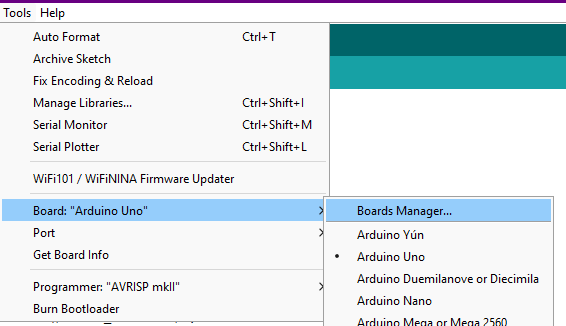 Tools Help
Auto Format Ctrl+T
Archive Sketch
Fix Encoding & Reload
Manage Libraries... Ctrl+Shift+I
Serial Monitor Ctrl+Shift+M
Serial Plotter Ctrl+Shift+L
WiFi101 / WiFiNINA Firmware Updater
Board: "Arduino Uno"
Port
Get Board Info
Programmer: "AVRISP mkII"
Burn Bootloader
Boards Manager...
Arduino Yún
Arduino Uno
Arduino Duemilanove or Diecimila
Arduino Nano
Arduino Mega or Mega 2560